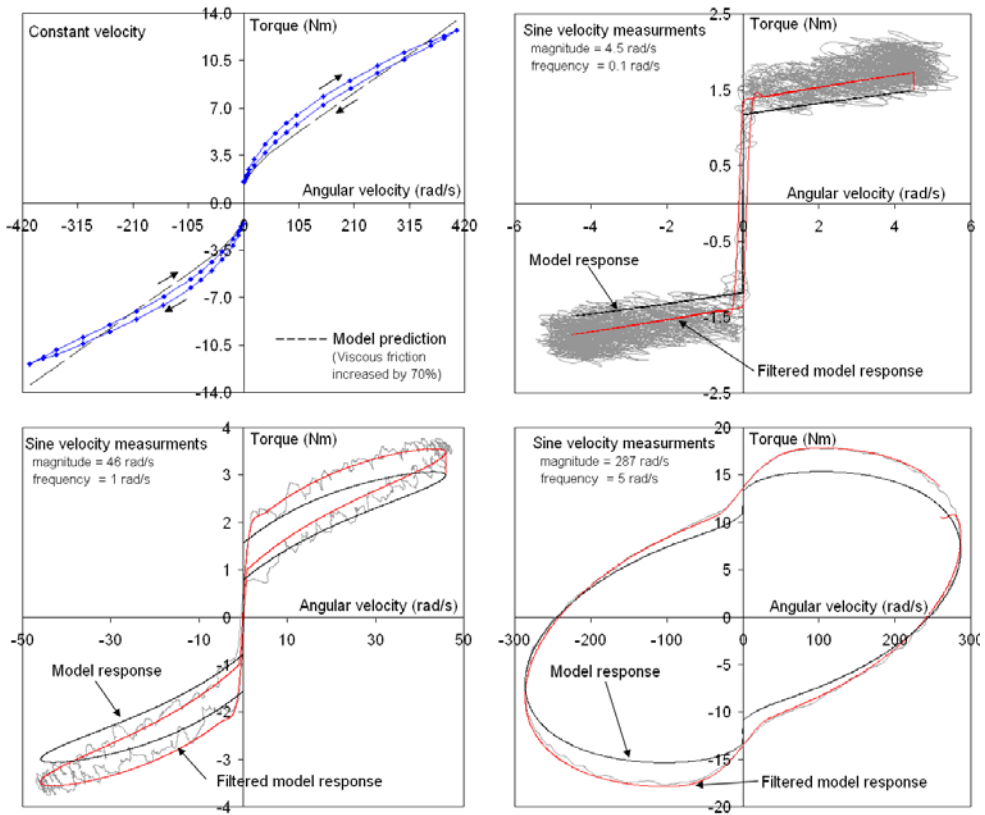 Constant velocity
Torque (Nm)
14.0
10.5
7.0
3.5
0.0
-3.5
-7.0
-10.5
-14.0
Angular velocity (rad/s)
-420 -315 -210 -105 0 105 210 315 420
Model prediction
(Viscous friction
increased by 70%)
Sine velocity measurments
magnitude = 4.5 rad/s
frequency = 0.1 rad/s
Torque (Nm)
2.5
1.5
0.5
-0.5
-1.5
-2.5
Angular velocity (rad/s)
-6 -4 -2 0 2 4 6
Model response
Filtered model response
Sine velocity measurments
magnitude = 46 rad/s
frequency = 1 rad/s
Torque (Nm)
4
3
2
1
0
-1
-2
-3
-4
Angular velocity (rad/s)
-50 -30 -10 10 30 50
Model response
Filtered model response
Sine velocity measurments
magnitude = 287 rad/s
frequency = 5 rad/s
Torque (Nm)
20
15
10
5
0
-5
-10
-15
-20
Angular velocity (rad/s)
-300 -200 -100 0 100 200 300
Model response
Filtered model response